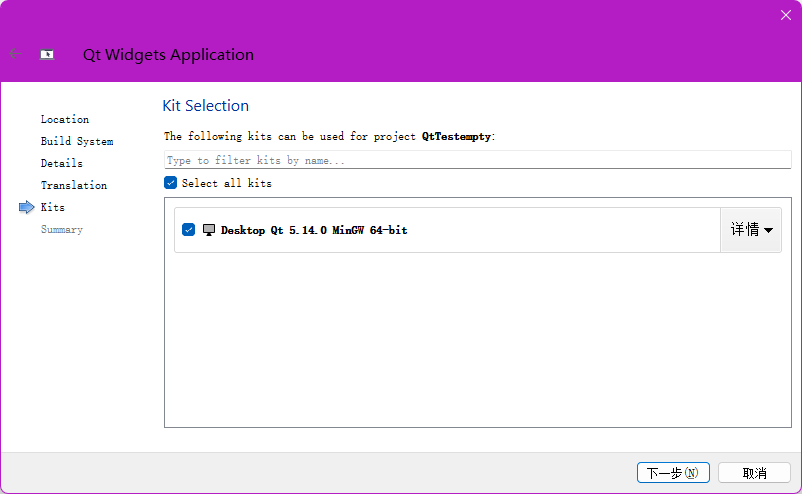 Qt Widgets Application
Location
Build System
Details
Translation
Kits
Summary
Kit Selection
The following kits can be used for project QtTestempty:
Type to filter kits by name...
Select all kits
Desktop Qt 5.14.0 MinGW 64-bit
详情
下一步(N)
取消